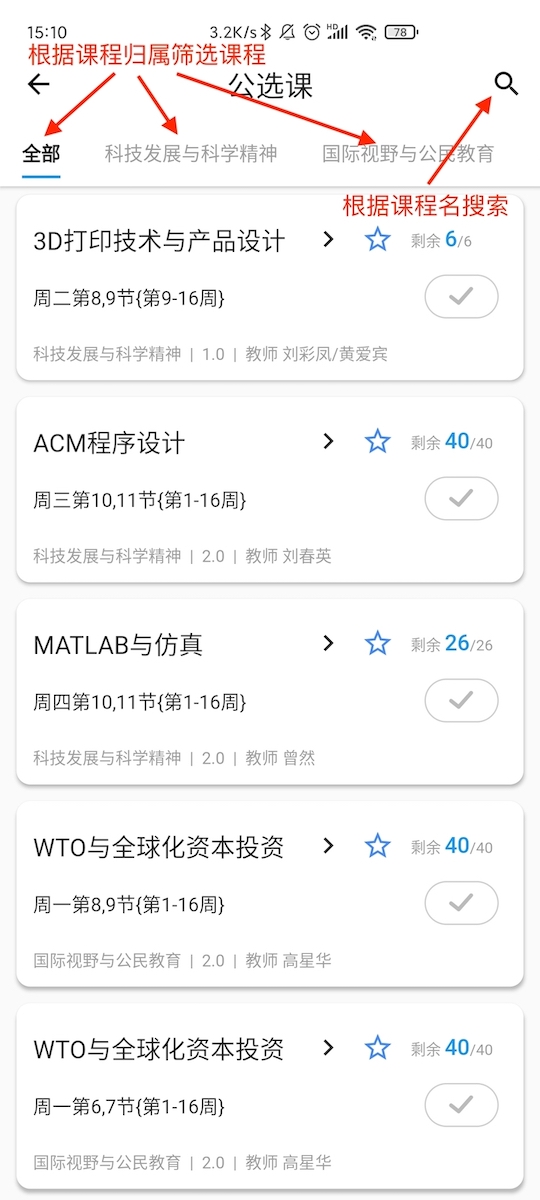 15:10 3.2K/s HD 78
根据课程归属筛选课程
公选课
全部 科技发展与科学精神 国际视野与公民教育
根据课程名搜索
3D打印技术与产品设计 剩余 6/6
周二第8,9节{第9-16周}
科技发展与科学精神 | 1.0 | 教师 刘彩凤/黄爱宾
ACM程序设计 剩余 40/40
周三第10,11节{第1-16周}
科技发展与科学精神 | 2.0 | 教师 刘春英
MATLAB与仿真 剩余 26/26
周四第10,11节{第1-16周}
科技发展与科学精神 | 2.0 | 教师 曾然
WTO与全球化资本投资 剩余 40/40
周一第8,9节{第1-16周}
国际视野与公民教育 | 2.0 | 教师 高星华
WTO与全球化资本投资 剩余 40/40
周一第6,7节{第1-16周}
国际视野与公民教育 | 2.0 | 教师 高星华